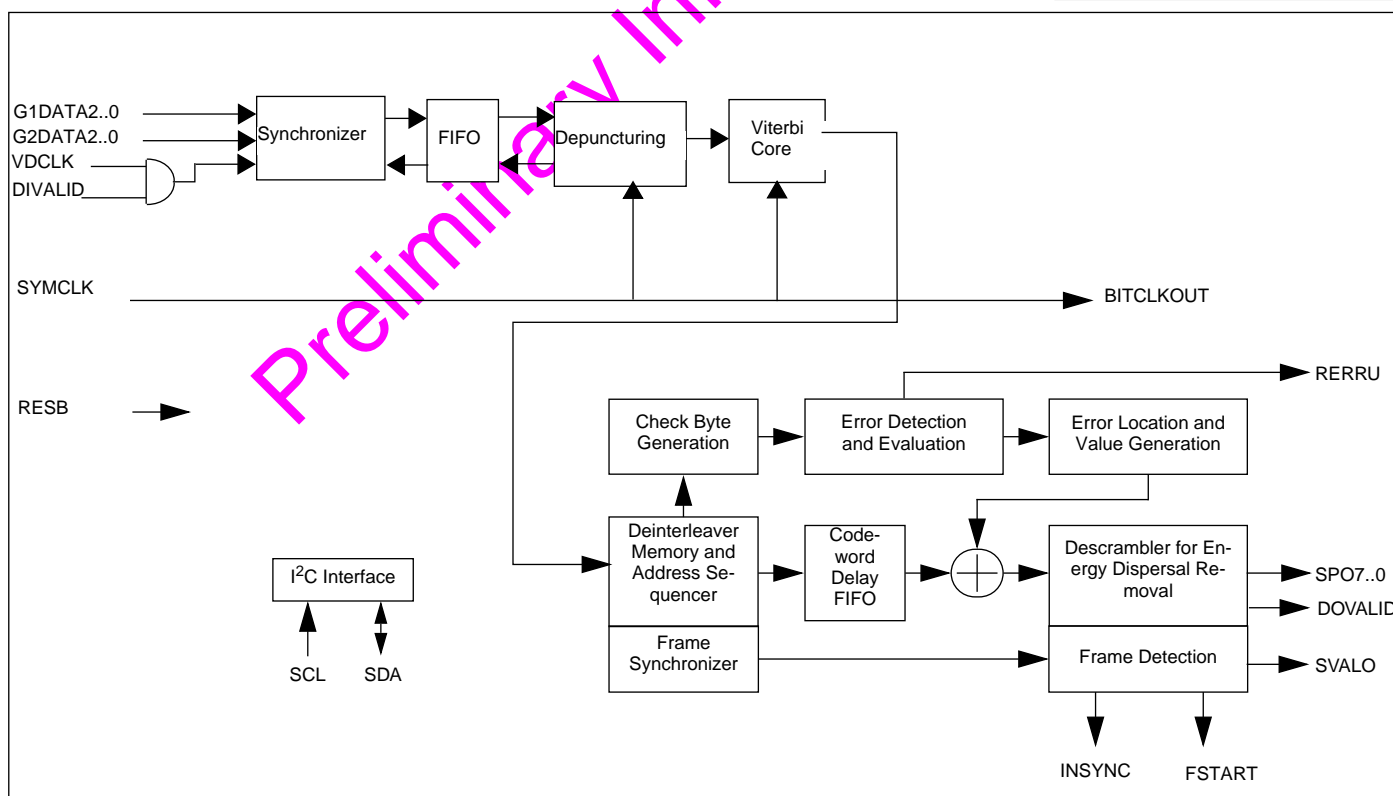 Preliminary In
G1DATA2..0
G2DATA2..0
VDCLK
DIVALID
Synchronizer
FIFO
Depuncturing
Viterbi
Core
SYMCLK
BITCLKOUT
RESB
RERRU
Check Byte
Generation
Error Detection
and Evaluation
Error Location and
Value Generation
Deinterleaver
Memory and
Address Se-
quencer
Code-
word
Delay
FIFO
Descrambler for En-
ergy Dispersal Re-
moval
SPO7..0
DOVALID
I²C Interface
SCL
SDA
Frame
Synchronizer
Frame Detection
SVALO
INSYNC
FSTART